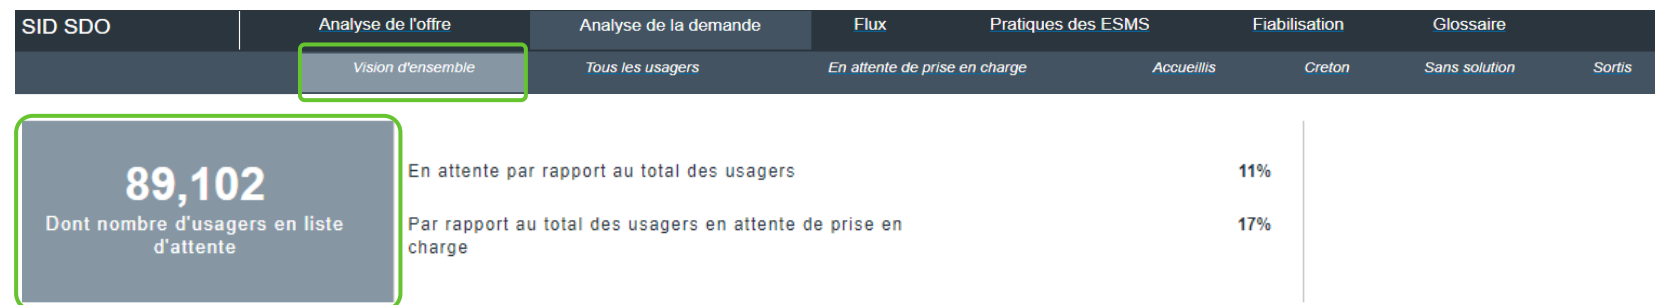 SID SDO Analyse de l'offre Analyse de la demande Flux Pratiques des ESMS Fiabilisation Glossaire
Vision d'ensemble Tous les usagers En attente de prise en charge Accueillis Creton Sans solution Sortis
89,102
Dont nombre d'usagers en liste
d'attente
En attente par rapport au total des usagers 11%
Par rapport au total des usagers en attente de prise en
charge 17%